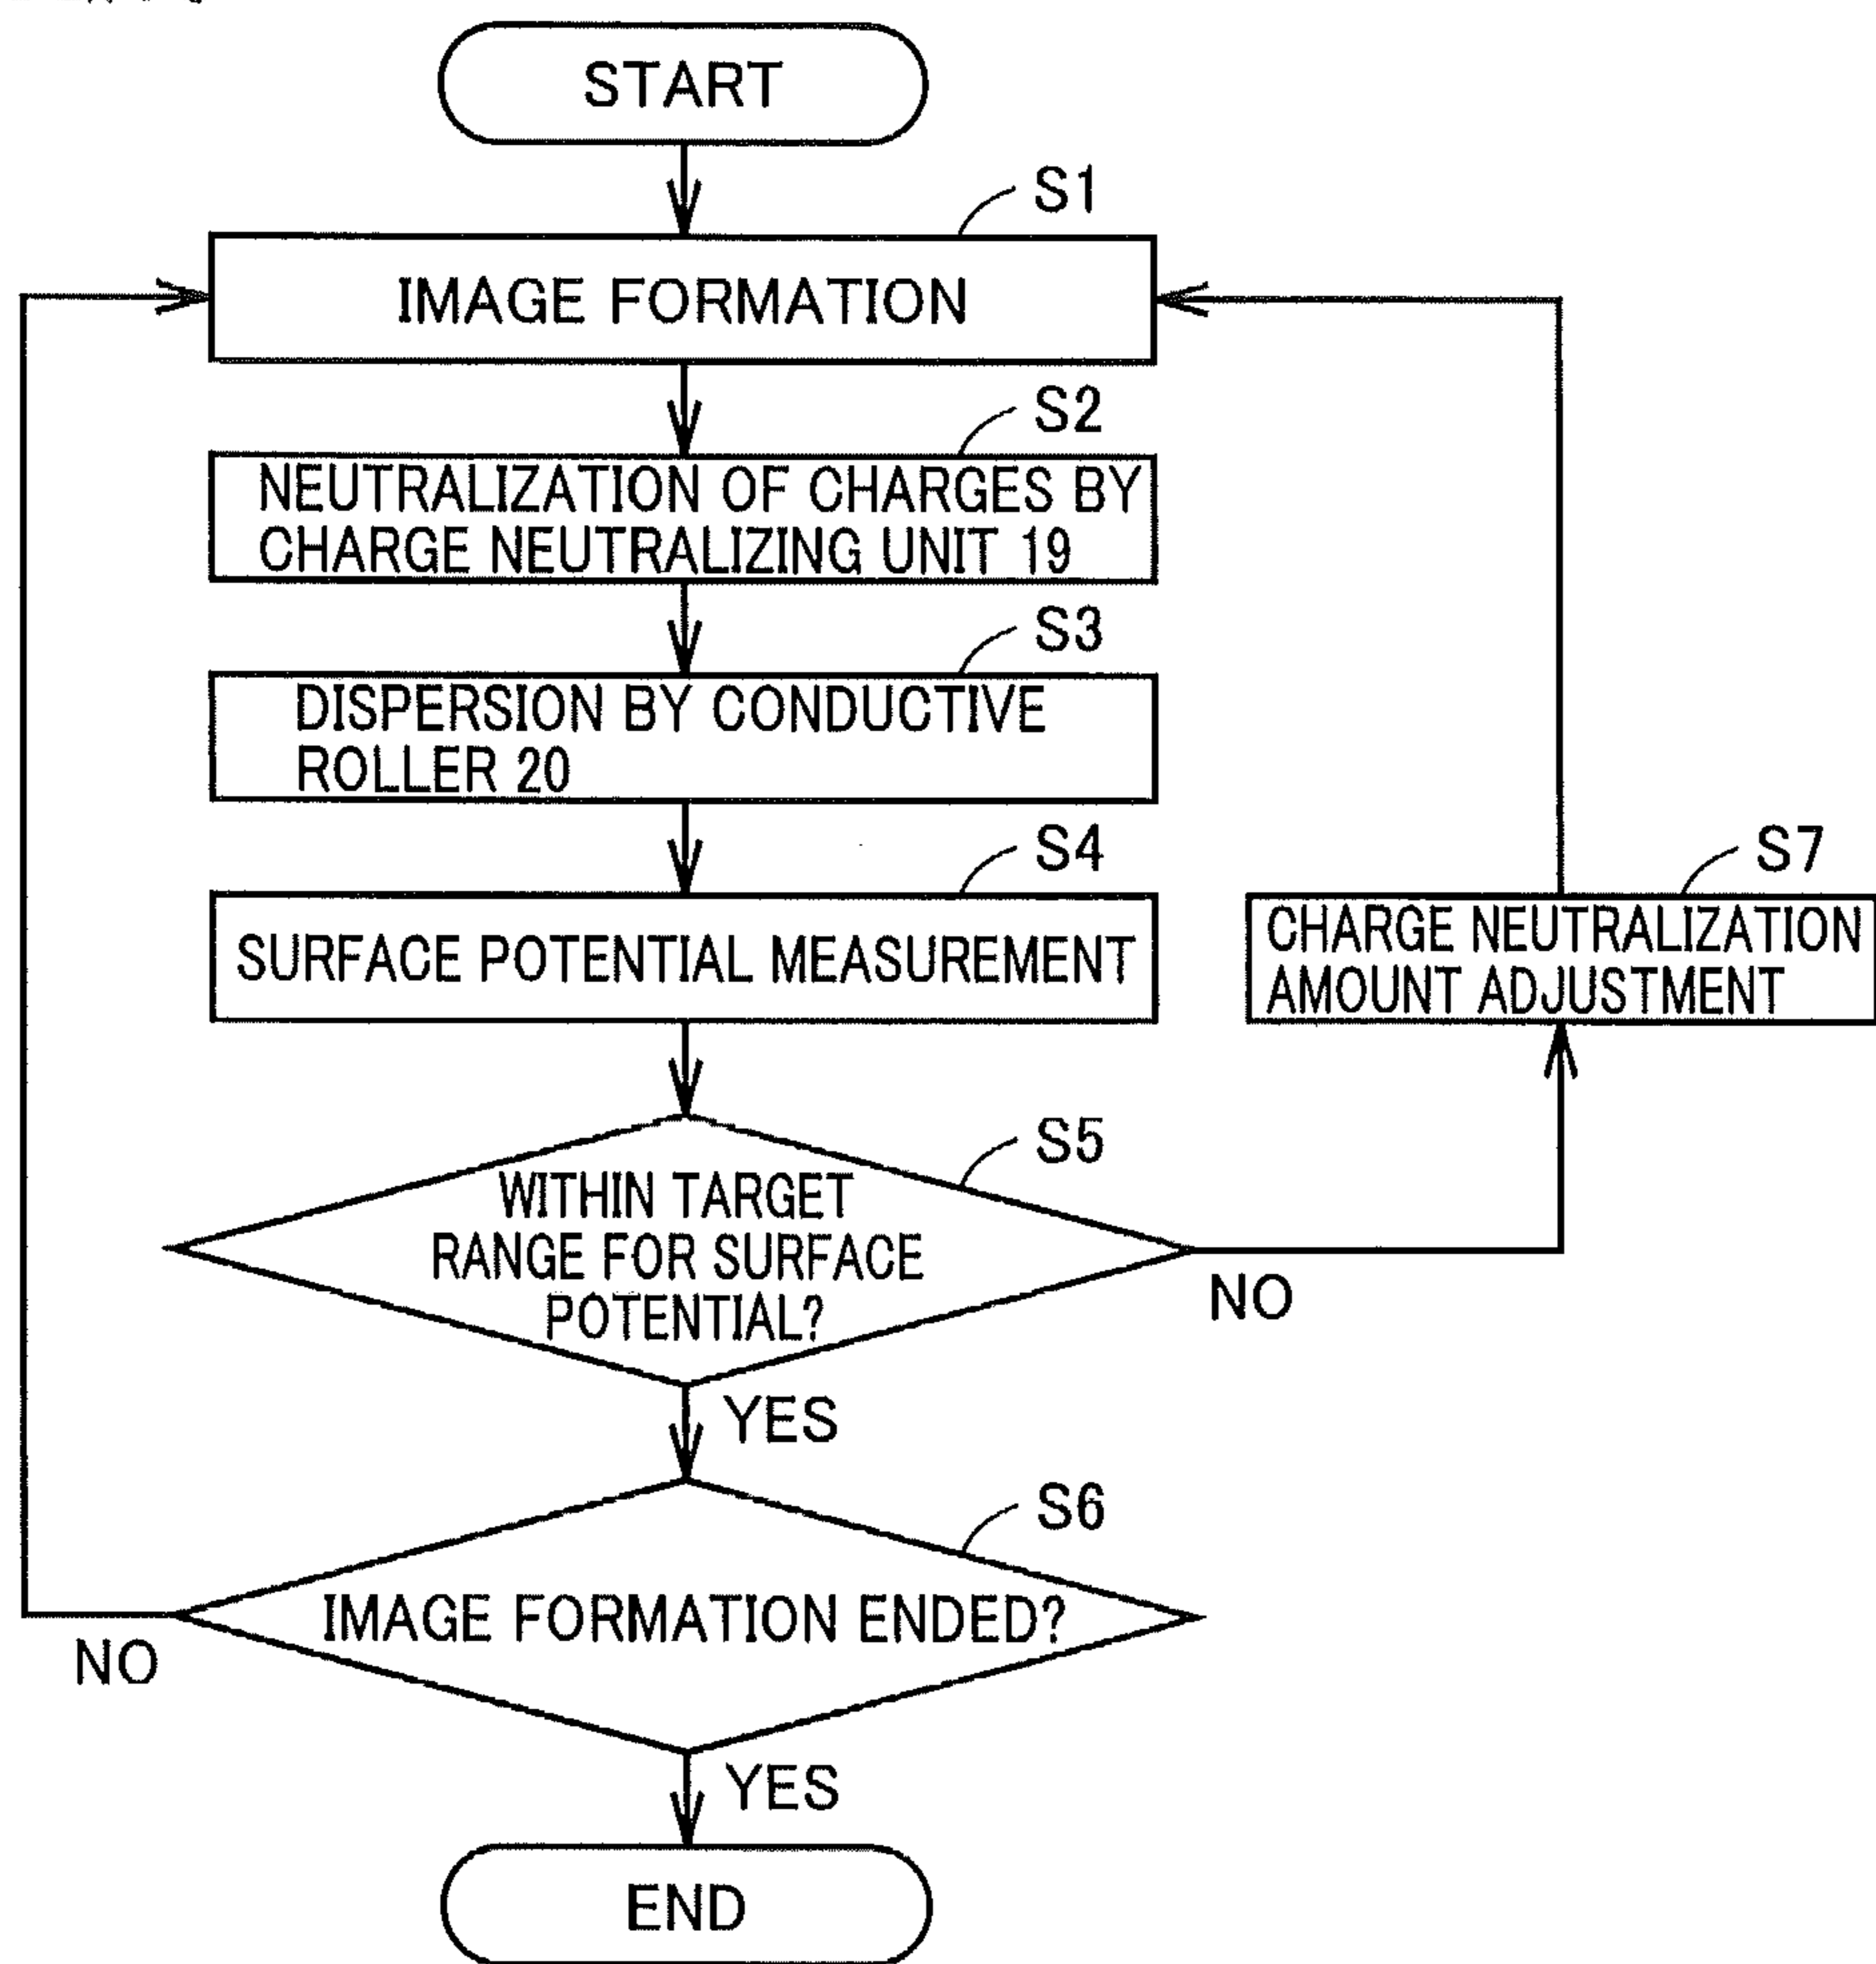 START
S1
IMAGE FORMATION
S2
NEUTRALIZATION OF CHARGES BY
CHARGE NEUTRALIZING UNIT 19
S3
DISPERSION BY CONDUCTIVE
ROLLER 20
S4
SURFACE POTENTIAL MEASUREMENT
S7
CHARGE NEUTRALIZATION
AMOUNT ADJUSTMENT
S5
WITHIN TARGET
RANGE FOR SURFACE
POTENTIAL?
NO
YES
S6
IMAGE FORMATION ENDED?
NO
YES
END